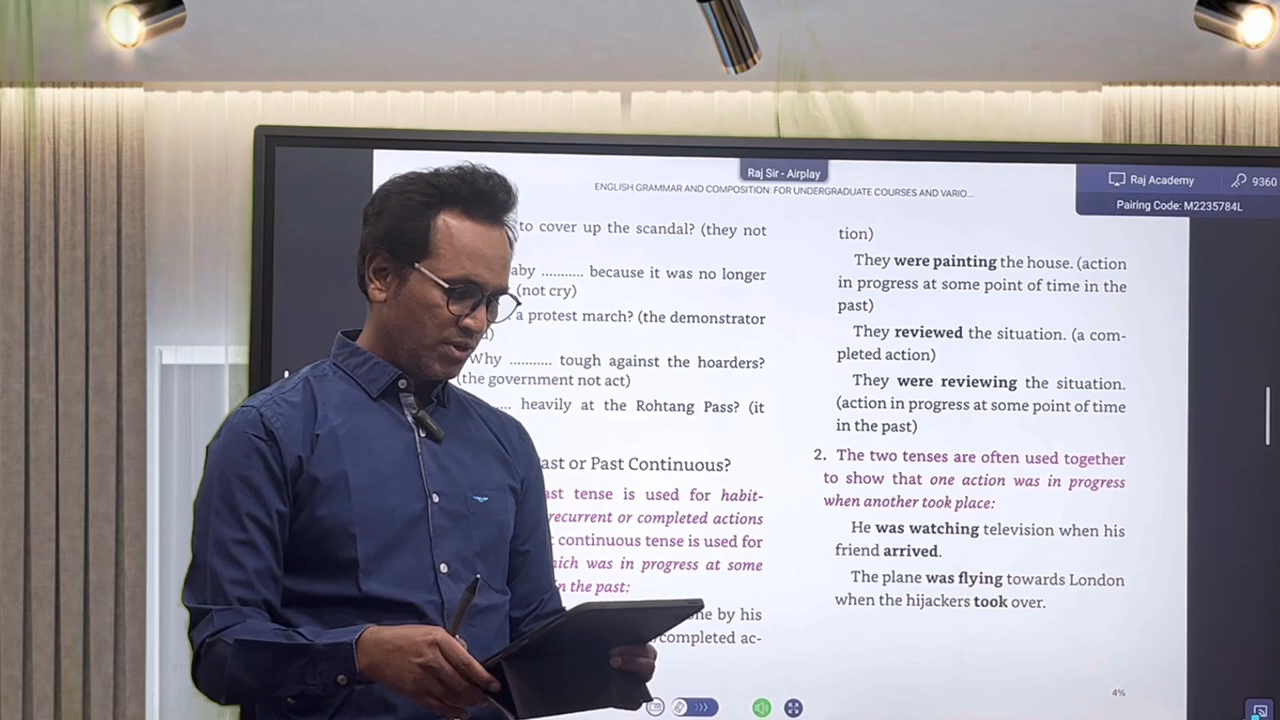 Raj Sir - Airplay
Raj Academy 9360
Pairing Code: M2235784L
ENGLISH GRAMMAR AND COMPOSITION: FOR UNDERGRADUATE COURSES AND VARIO...
to cover up the scandal? (they not
........... because it was no longer
(not cry)
a protest march? (the demonstrator
Why ........... tough against the hoarders?
(the government not act)
.... heavily at the Rohtang Pass? (it
or Past Continuous?
tense is used for habit-
recurrent or completed actions
continuous tense is used for
was in progress at some
the past:
by his
completed ac-
tion)
They were painting the house. (action
in progress at some point of time in the
past)
They reviewed the situation. (a com-
pleted action)
They were reviewing the situation.
(action in progress at some point of time
in the past)
2. The two tenses are often used together
to show that one action was in progress
when another took place:
He was watching television when his
friend arrived.
The plane was flying towards London
when the hijackers took over.
4%